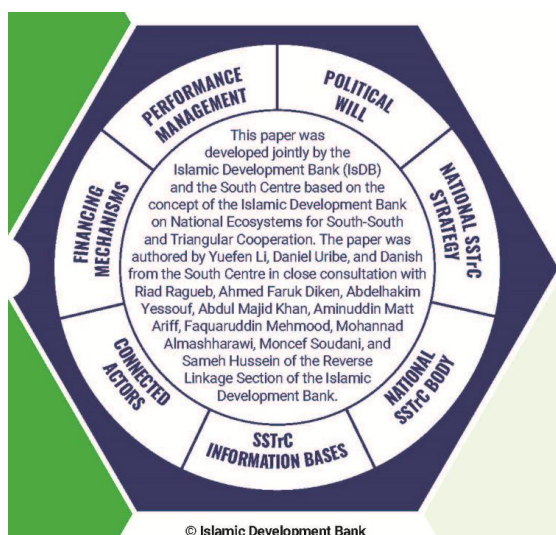 PERFORMANCE
MANAGEMENT
POLITICAL
WILL
NATIONAL SSTrC
STRATEGY
NATIONAL
SSTrC BODY
SSTrC
INFORMATION BASES
CONNECTED
ACTORS
FINANCING
MECHANISMS
This paper was
developed jointly by the
Islamic Development Bank (IsDB)
and the South Centre based on the
concept of the Islamic Development Bank
on National Ecosystems for South-South
and Triangular Cooperation. The paper was
authored by Yuefen Li, Daniel Uribe, and Danish
from the South Centre in close consultation with
Riad Ragueb, Ahmed Faruk Diken, Abdelhakim
Yessouf, Abdul Majid Khan, Aminuddin Matt
Ariff, Faquaruddin Mehmood, Mohannad
Almashharawi, Moncef Soudani, and
Sameh Hussein of the Reverse
Linkage Section of the Islamic
Development Bank.
© Islamic Development Bank